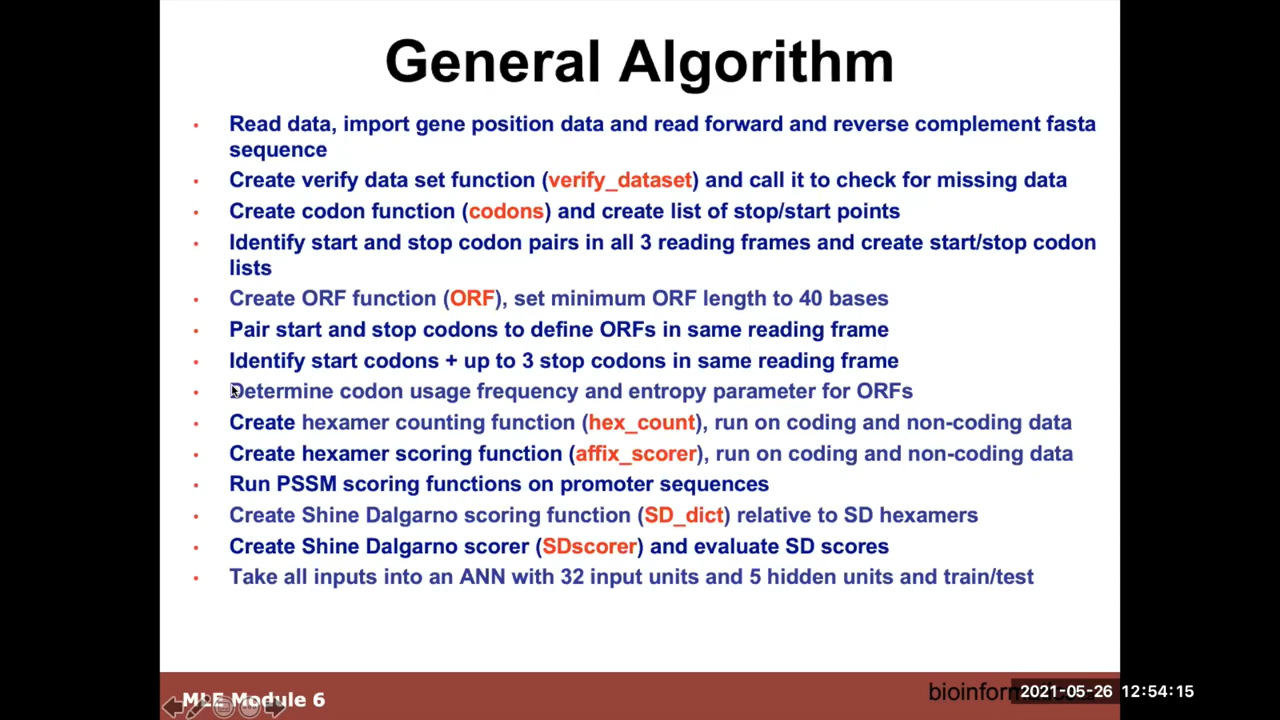 General Algorithm
• Read data, import gene position data and read forward and reverse complement fasta
sequence
• Create verify data set function (verify_dataset) and call it to check for missing data
• Create codon function (codons) and create list of stop/start points
• Identify start and stop codon pairs in all 3 reading frames and create start/stop codon
lists
• Create ORF function (ORF), set minimum ORF length to 40 bases
• Pair start and stop codons to define ORFs in same reading frame
• Identify start codons + up to 3 stop codons in same reading frame
• Determine codon usage frequency and entropy parameter for ORFs
• Create hexamer counting function (hex_count), run on coding and non-coding data
• Create hexamer scoring function (affix_scorer), run on coding and non-coding data
• Run PSSM scoring functions on promoter sequences
• Create Shine Dalgarno scoring function (SD_dict) relative to SD hexamers
• Create Shine Dalgarno scorer (SDscorer) and evaluate SD scores
• Take all inputs into an ANN with 32 input units and 5 hidden units and train/test
MLE Module 6
2021-05-26 12:54:15